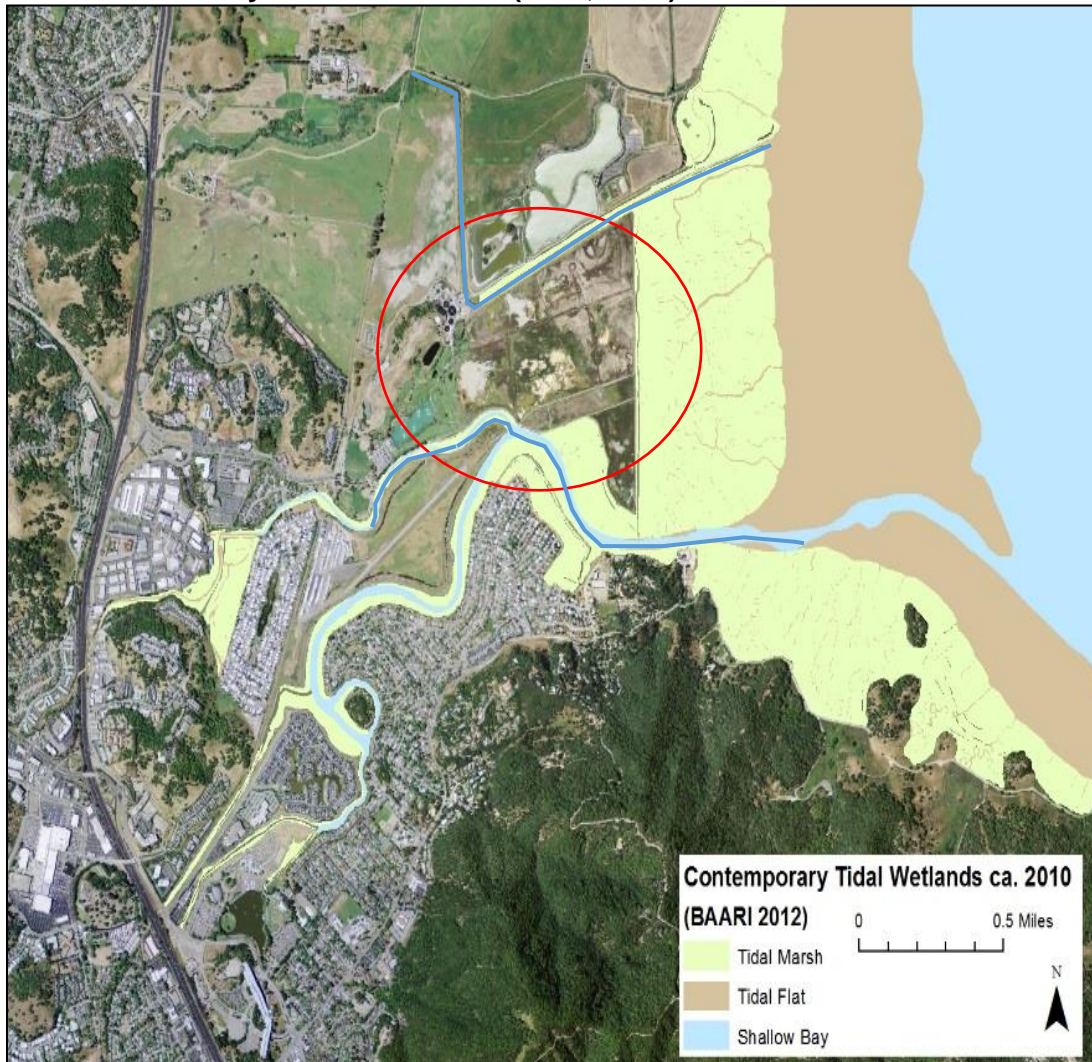 Contemporary Tidal Wetlands ca. 2010
(BAARI 2012)
0 0.5 Miles
Tidal Marsh
Tidal Flat
Shallow Bay
N